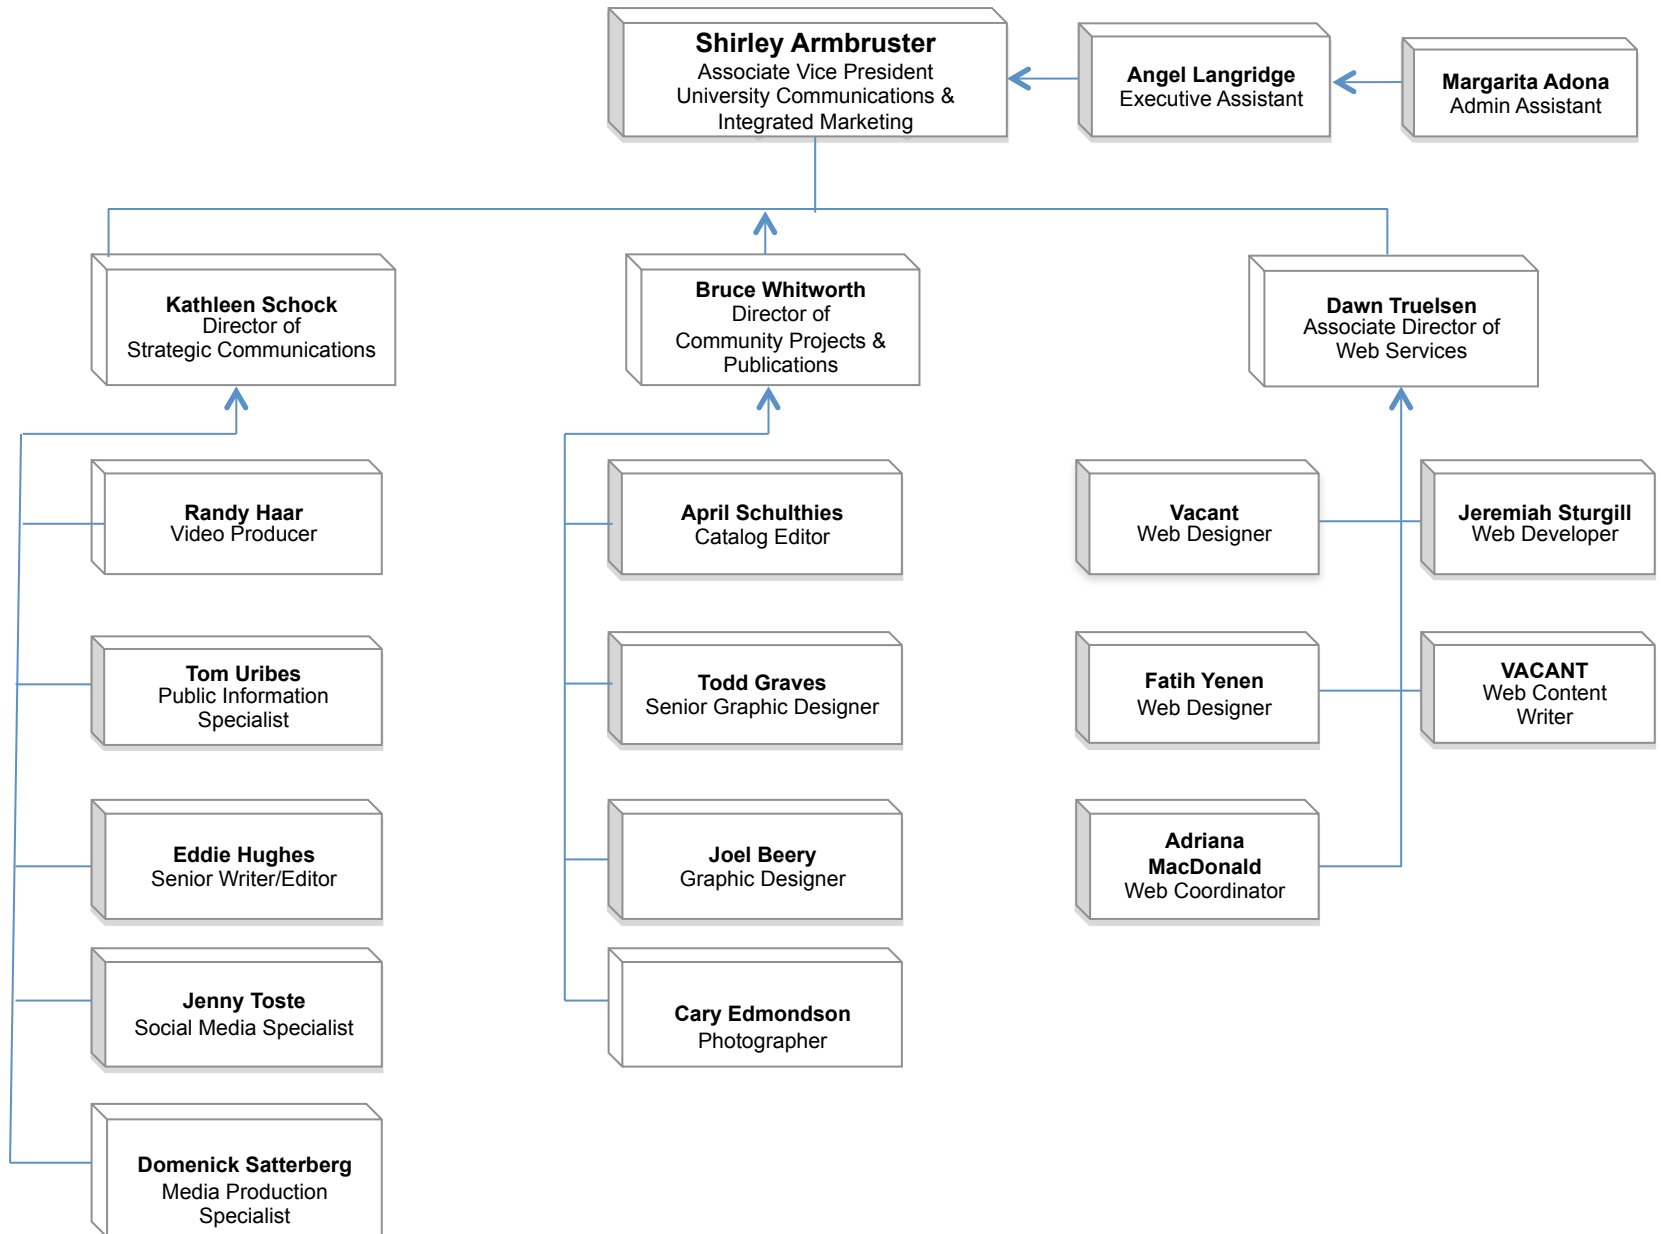 Shirley Armbruster
Associate Vice President
University Communications &
Integrated Marketing
Angel Langridge
Executive Assistant
Margarita Adona
Admin Assistant
Kathleen Schock
Director of
Strategic Communications
Bruce Whitworth
Director of
Community Projects &
Publications
Dawn Truelsen
Associate Director of
Web Services
Randy Haar
Video Producer
Tom Uribes
Public Information
Specialist
Eddie Hughes
Senior Writer/Editor
Jenny Toste
Social Media Specialist
Domenick Satterberg
Media Production
Specialist
April Schulthies
Catalog Editor
Todd Graves
Senior Graphic Designer
Joel Beery
Graphic Designer
Cary Edmondson
Photographer
Vacant
Web Designer
Jeremiah Sturgill
Web Developer
Fatih Yenen
Web Designer
VACANT
Web Content
Writer
Adriana
MacDonald
Web Coordinator